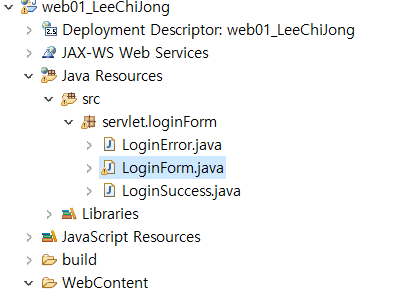 web01_LeeChiJong
Deployment Descriptor: web01_LeeChiJong
JAX-WS Web Services
Java Resources
src
servlet.loginForm
LoginError.java
LoginForm.java
LoginSuccess.java
Libraries
JavaScript Resources
build
WebContent